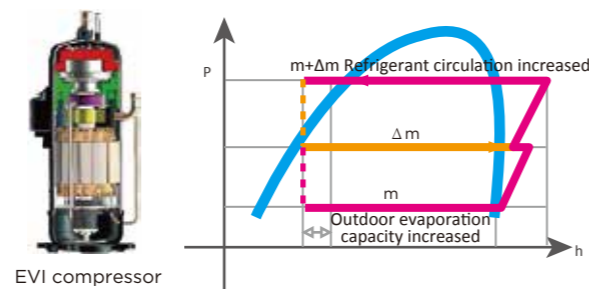 P
m+Δm Refrigerant circulation increased
Δ m
m
Outdoor evaporation
capacity increased
h
EVI compressor